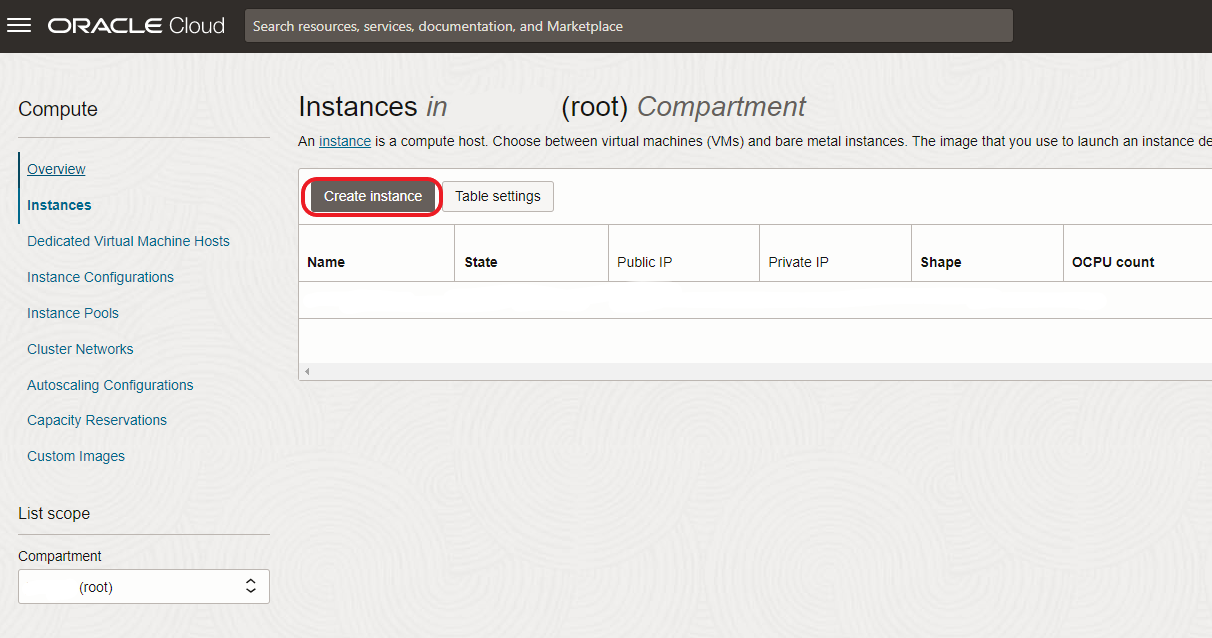 ORACLE Cloud
Search resources, services, documentation, and Marketplace
Compute
Overview
Instances
Dedicated Virtual Machine Hosts
Instance Configurations
Instance Pools
Cluster Networks
Autoscaling Configurations
Capacity Reservations
Custom Images
List scope
Compartment
(root)
Instances in (root) Compartment
An instance is a compute host. Choose between virtual machines (VMs) and bare metal instances. The image that you use to launch an instance de
Create instance Table settings
Name State Public IP Private IP Shape OCPU count